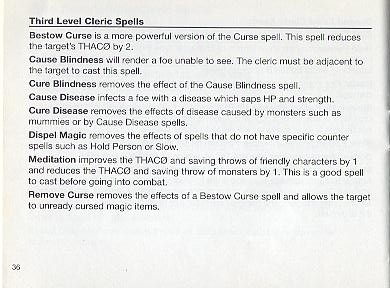 Third Level Cleric Spells
Bestow Curse is a more powerful version of the Curse spell. This spell reduces
the target's THACØ by 2.
Cause Blindness will render a foe unable to see. The cleric must be adjacent to
the target to cast this spell.
Cure Blindness removes the effect of the Cause Blindness spell.
Cause Disease infects a foe with a disease which saps HP and strength.
Cure Disease removes the effects of disease caused by monsters such as
mummies or by Cause Disease spells.
Dispel Magic removes the effects of spells that do not have specific counter
spells such as Hold Person or Slow.
Meditation improves the THACØ and saving throws of friendly characters by 1
and reduces the THACØ and saving throw of monsters by 1. This is a good spell
to cast before going into combat.
Remove Curse removes the effects of a Bestow Curse spell and allows the target
to unready cursed magic items.
36